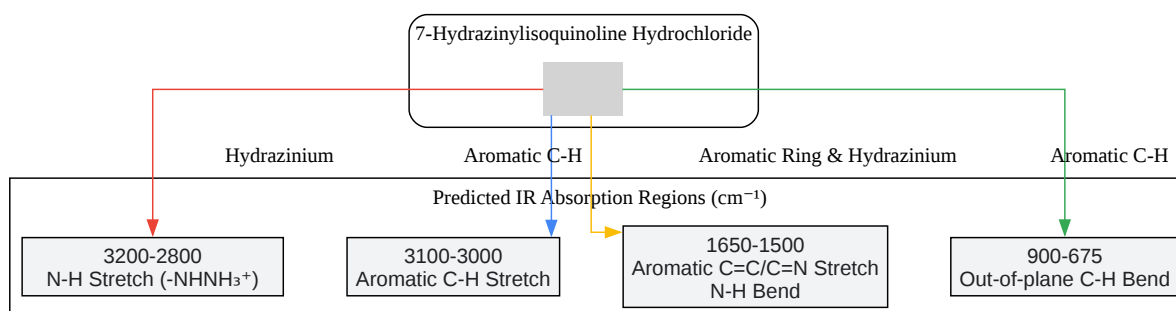 7-Hydrazinylisoquinoline Hydrochloride
Hydrazinium
Aromatic C-H
Aromatic Ring & Hydrazinium
Aromatic C-H
Predicted IR Absorption Regions (cm⁻¹)
3200-2800
N-H Stretch (-NHNH₃⁺)
3100-3000
Aromatic C-H Stretch
1650-1500
Aromatic C=C/C=N Stretch
N-H Bend
900-675
Out-of-plane C-H Bend